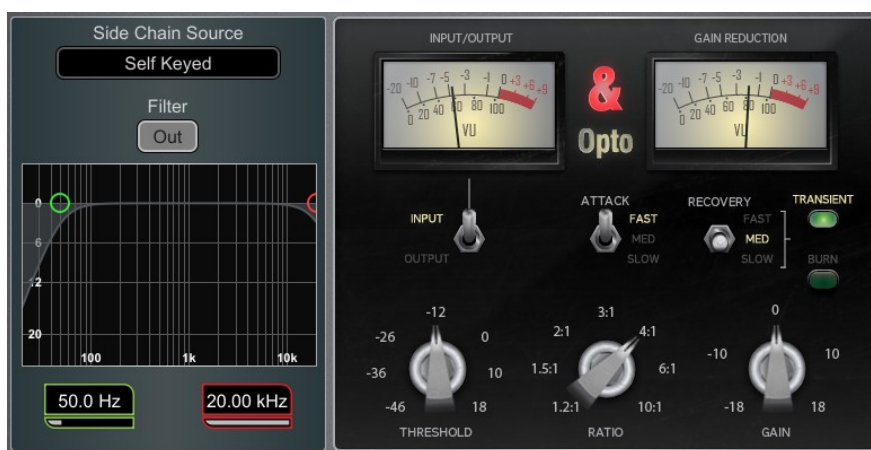 Side Chain Source
Self Keyed
Filter
Out
0
6
12
20
100 1k 10k
50.0 Hz 20.00 kHz
INPUT/OUTPUT
-20 -10 -7 -5 -3 -1 0 +3 +6 +9
0 20 40 60 80 100
VU
&
Opto
GAIN REDUCTION
-20 -10 -7 -5 -3 -1 0 +3 +6 +9
0 20 40 60 80 100
VU
INPUT
OUTPUT
ATTACK
FAST
MED
SLOW
RECOVERY
FAST
MED
SLOW
TRANSIENT
BURN
-12
-26 0
-36 10
-46 18
THRESHOLD
3:1
2:1 4:1
1.5:1 6:1
1.2:1 10:1
RATIO
0
-10 10
-18 18
GAIN